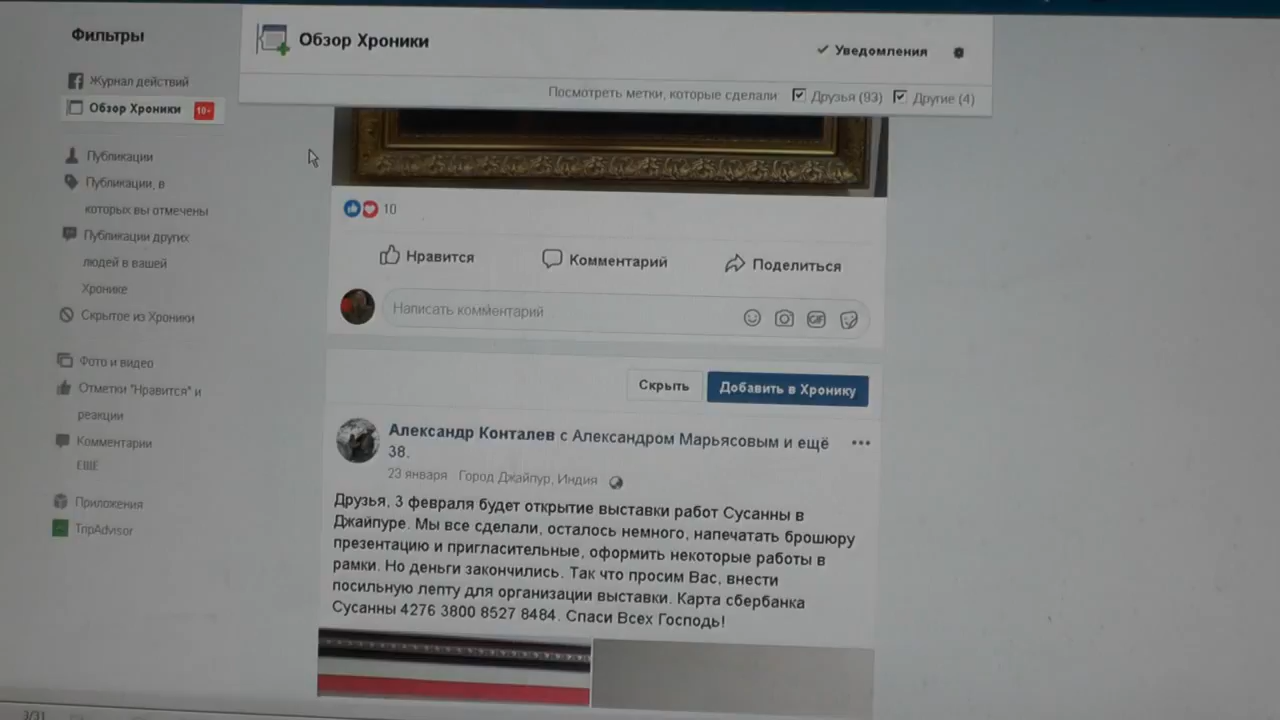 Фильтры
Журнал действий
Обзор Хроники 10+
Публикации
Публикации, в
которых вы отмечены
Публикации других
людей в вашей
Хронике
Скрытое из Хроники
Фото и видео
Отметки "Нравится" и
реакции
Комментарии
ЕЩЁ
Приложения
TripAdvisor
Обзор Хроники
Уведомления
Посмотреть метки, которые сделали Друзья (93) Другие (4)
10
Нравится Комментарий Поделиться
Написать комментарий
GIF
Скрыть Добавить в Хронику
Александр Конталев с Александром Марьясовым и ещё
38.
23 января Город Джайпур, Индия
Друзья, 3 февраля будет открытие выставки работ Сусанны в
Джайпуре. Мы все сделали, осталось немного, напечатать брошюру
презентацию и пригласительные, оформить некоторые работы в
рамки. Но деньги закончились. Так что просим Вас, внести
посильную лепту для организации выставки. Карта сбербанка
Сусанны 4276 3800 8527 8484. Спаси Всех Господь!
3/31